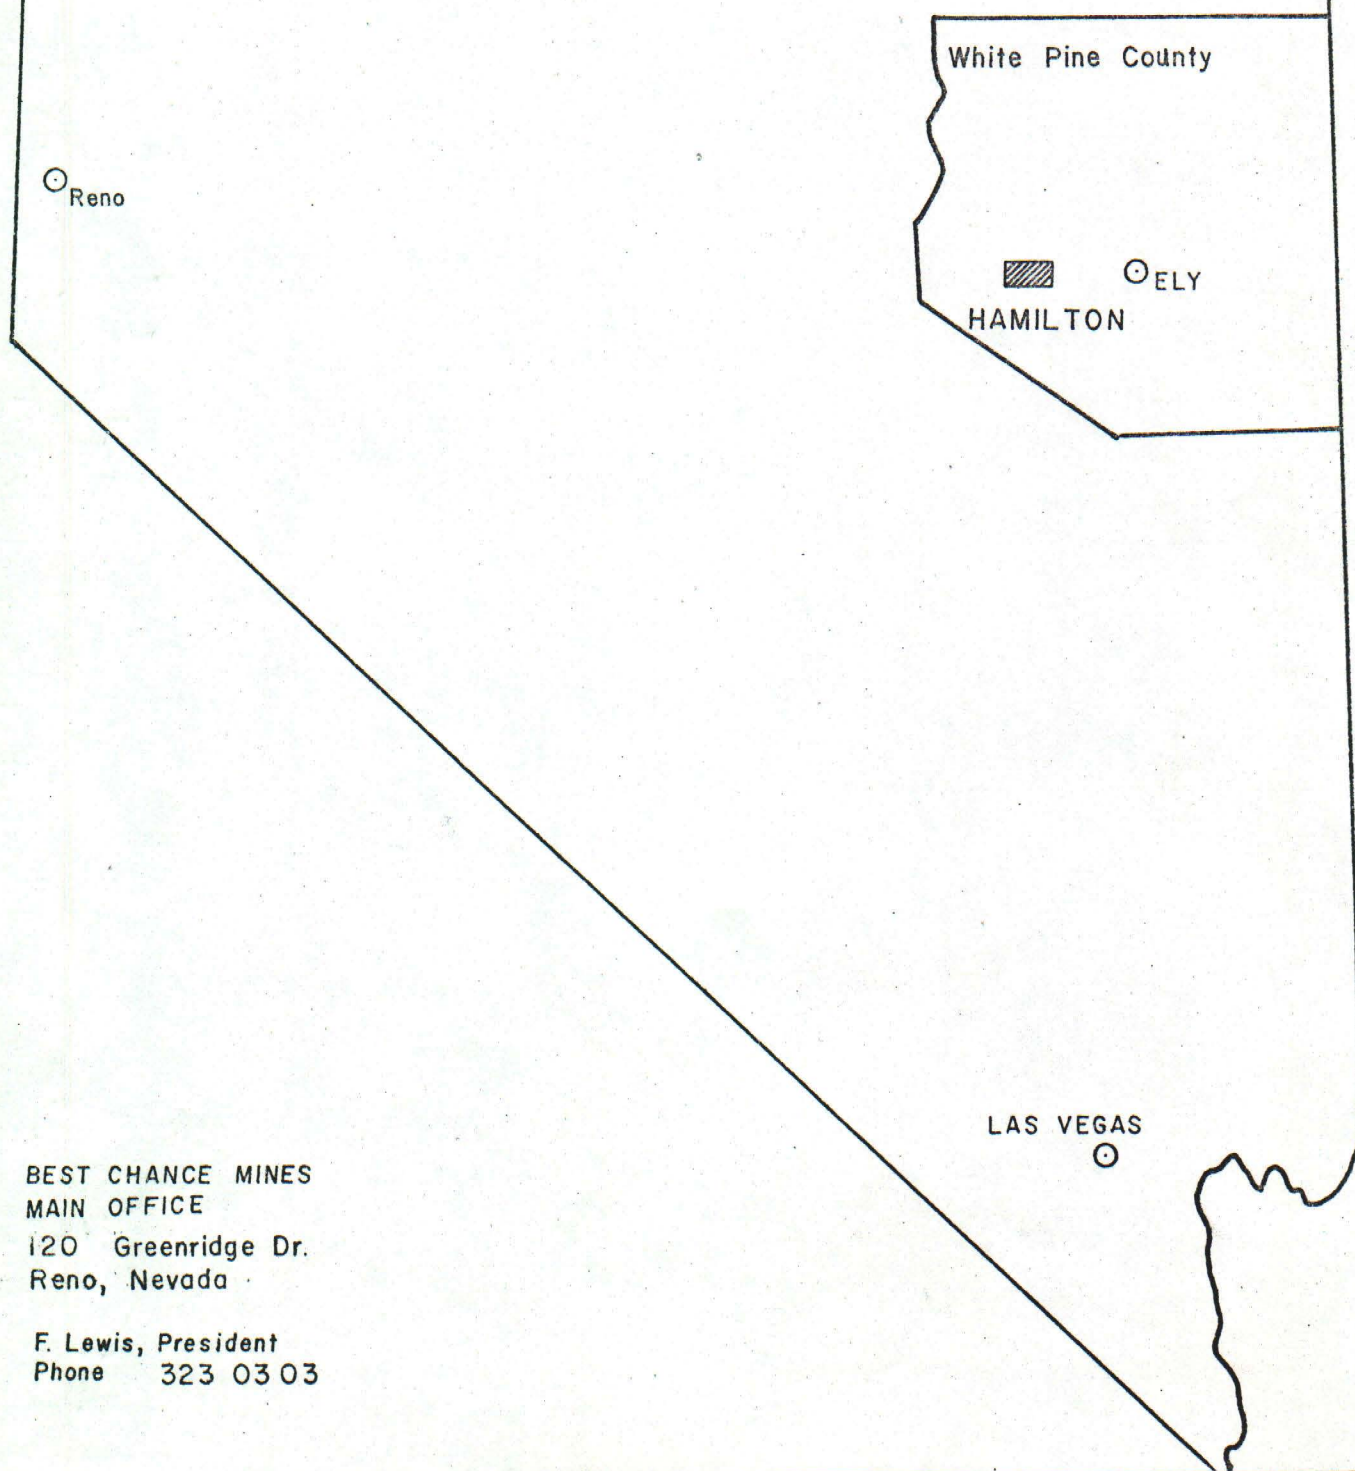 White Pine County
Reno
ELY
HAMILTON
LAS VEGAS
BEST CHANCE MINES
MAIN OFFICE
120 Greenridge Dr.
Reno, Nevada
F. Lewis, President
Phone 323 03 03